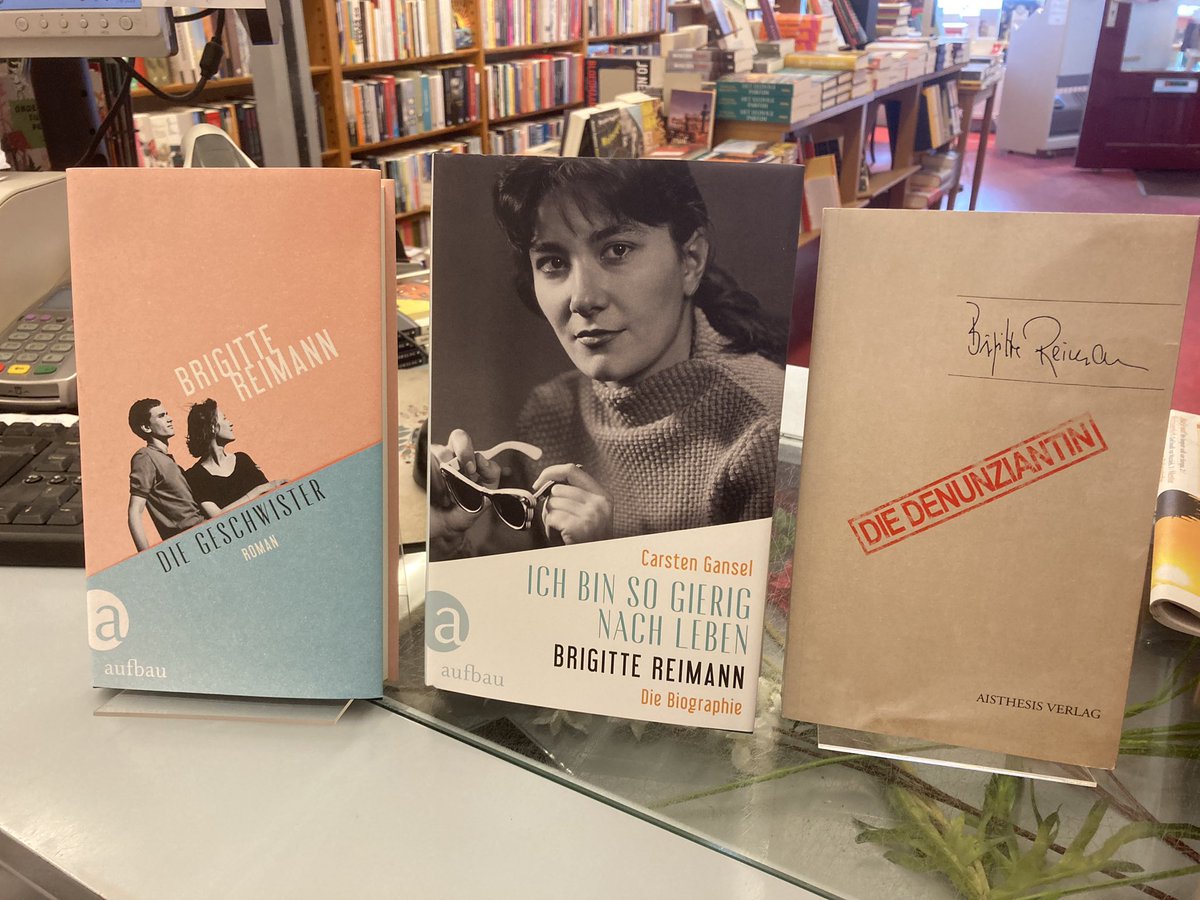 BRIGITTE
REIMANN
DIE GESCHWISTER
ROMAN
a
aufbau
Carsten Gansel
ICH BIN SO GIERIG
NACH LEBEN
BRIGITTE REIMANN
Die Biographie
a
aufbau
Brigitte Reimann
DIE DENUNZIANTIN
AISTHESIS VERLAG